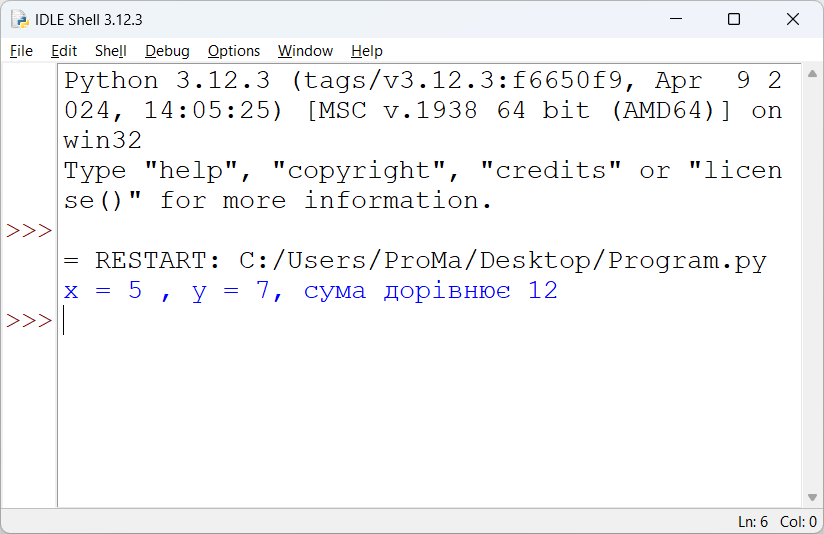 IDLE Shell 3.12.3
File Edit Shell Debug Options Window Help
Python 3.12.3 (tags/v3.12.3:f6650f9, Apr  9 2
024, 14:05:25) [MSC v.1938 64 bit (AMD64)] on
win32
Type "help", "copyright", "credits" or "licen
se()" for more information.
>>>
= RESTART: C:/Users/ProMa/Desktop/Program.py
x = 5 , y = 7, сума дорівнює 12
>>>
Ln: 6 Col: 0